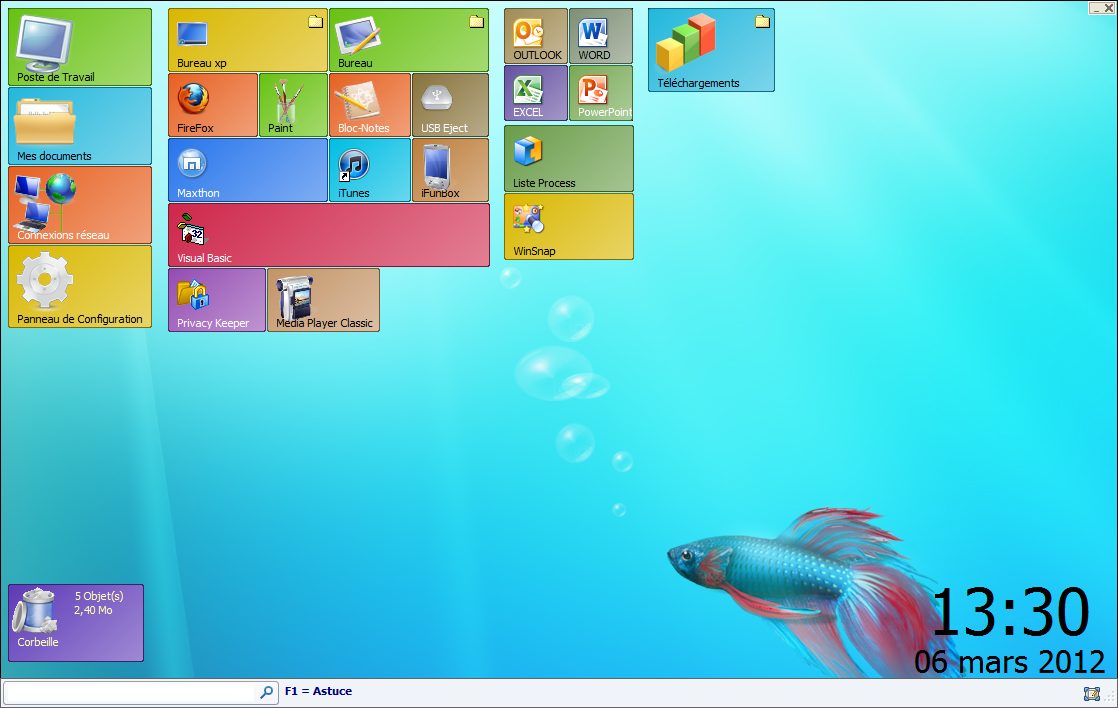 Poste de Travail
Mes documents
Connexions réseau
Panneau de Configuration
Bureau xp
Bureau
FireFox
Paint
Bloc-Notes
USB Eject
Maxthon
iTunes
iFunBox
Visual Basic
Privacy Keeper
Media Player Classic
OUTLOOK
WORD
EXCEL
PowerPoint
Liste Process
WinSnap
Téléchargements
5 Objet(s)
2,40 Mo
Corbeille
13:30
06 mars 2012
F1 = Astuce